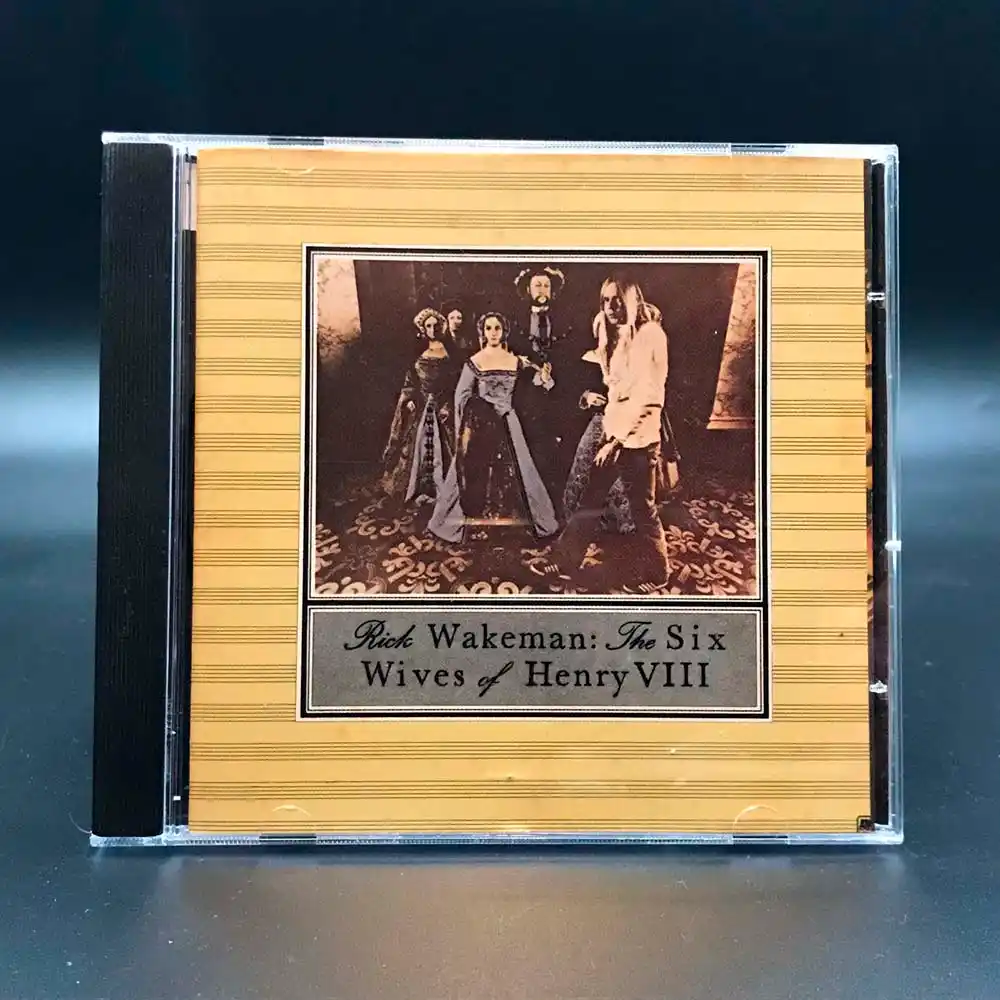 Rick Wakeman: The Six
Wives of Henry VIII